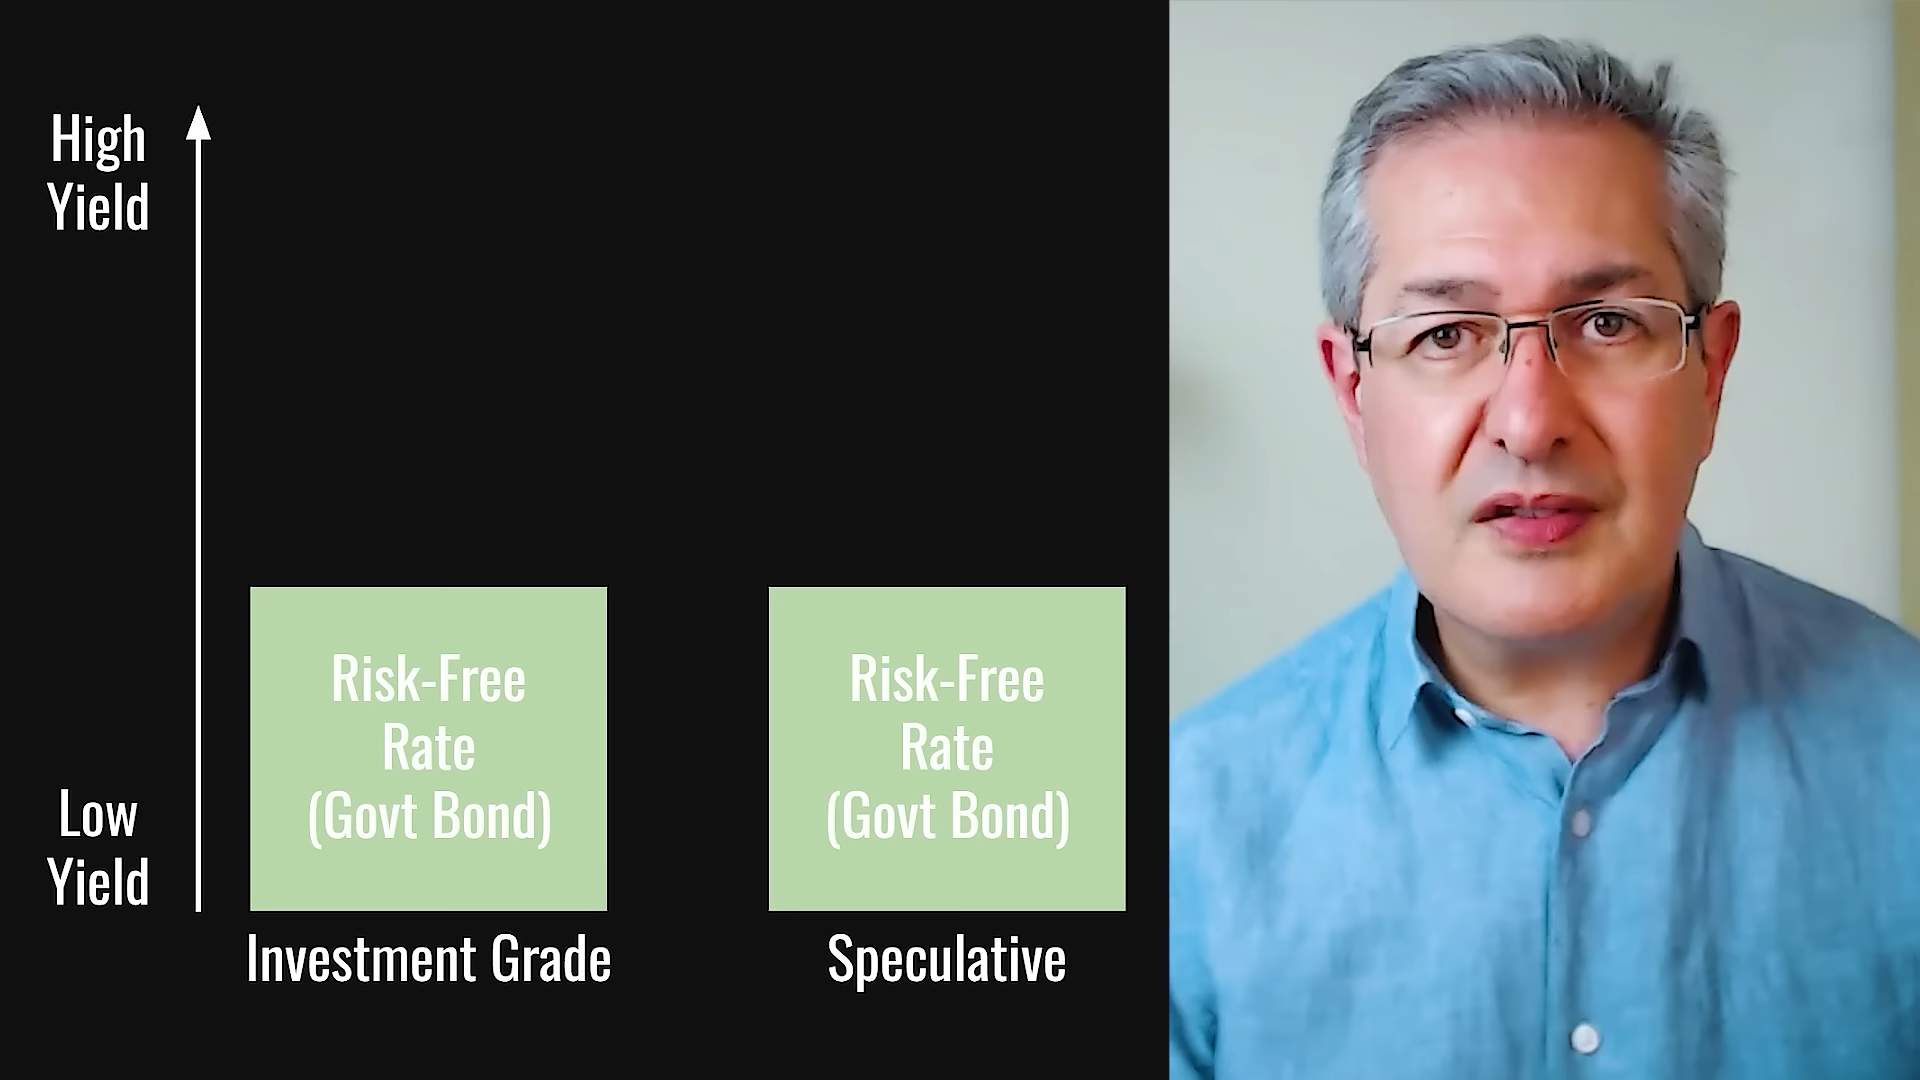 High
Yield
Low
Yield
Risk-Free
Rate
(Govt Bond)
Risk-Free
Rate
(Govt Bond)
Investment Grade
Speculative